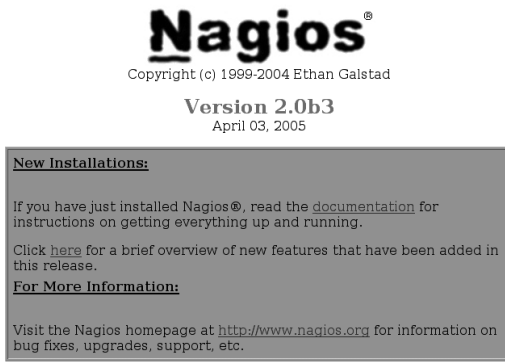 Nagios®
Copyright (c) 1999-2004 Ethan Galstad
Version 2.0b3
April 03, 2005
New Installations:
If you have just installed Nagios®, read the documentation for
instructions on getting everything up and running.
Click here for a brief overview of new features that have been added in
this release.
For More Information:
Visit the Nagios homepage at http://www.nagios.org for information on
bug fixes, upgrades, support, etc.